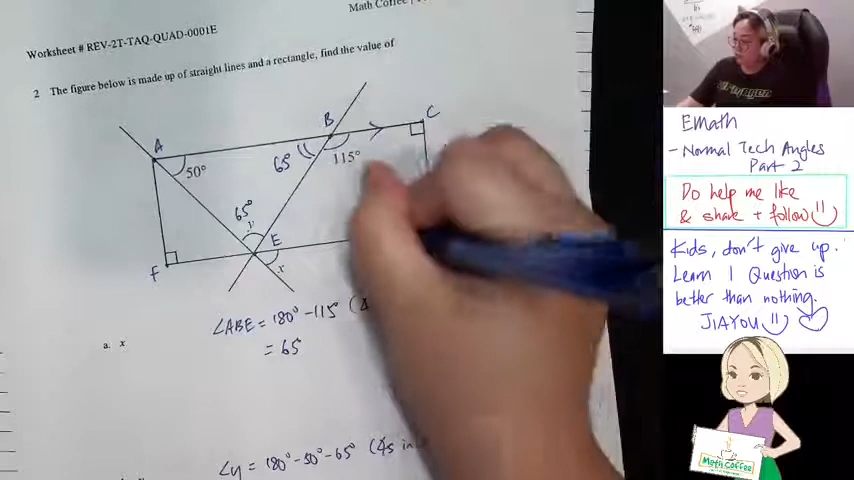 Math Coffee
Worksheet # REV-2T-TAQ-QUAD-0001E
2 The figure below is made up of straight lines and a rectangle, find the value of
A
B
C
50°
65°
115°
65°
y
E
F
x
∠ABE = 180° - 115°
= 65°
a. x
∠y = 180° - 50° - 65° (∠s in
EMath
- Normal Tech Angles
Part 2
Do help me like
& share + follow
Kids, don't give up.
Learn 1 Question is
better than nothing.
JIAYOU
Math Coffee